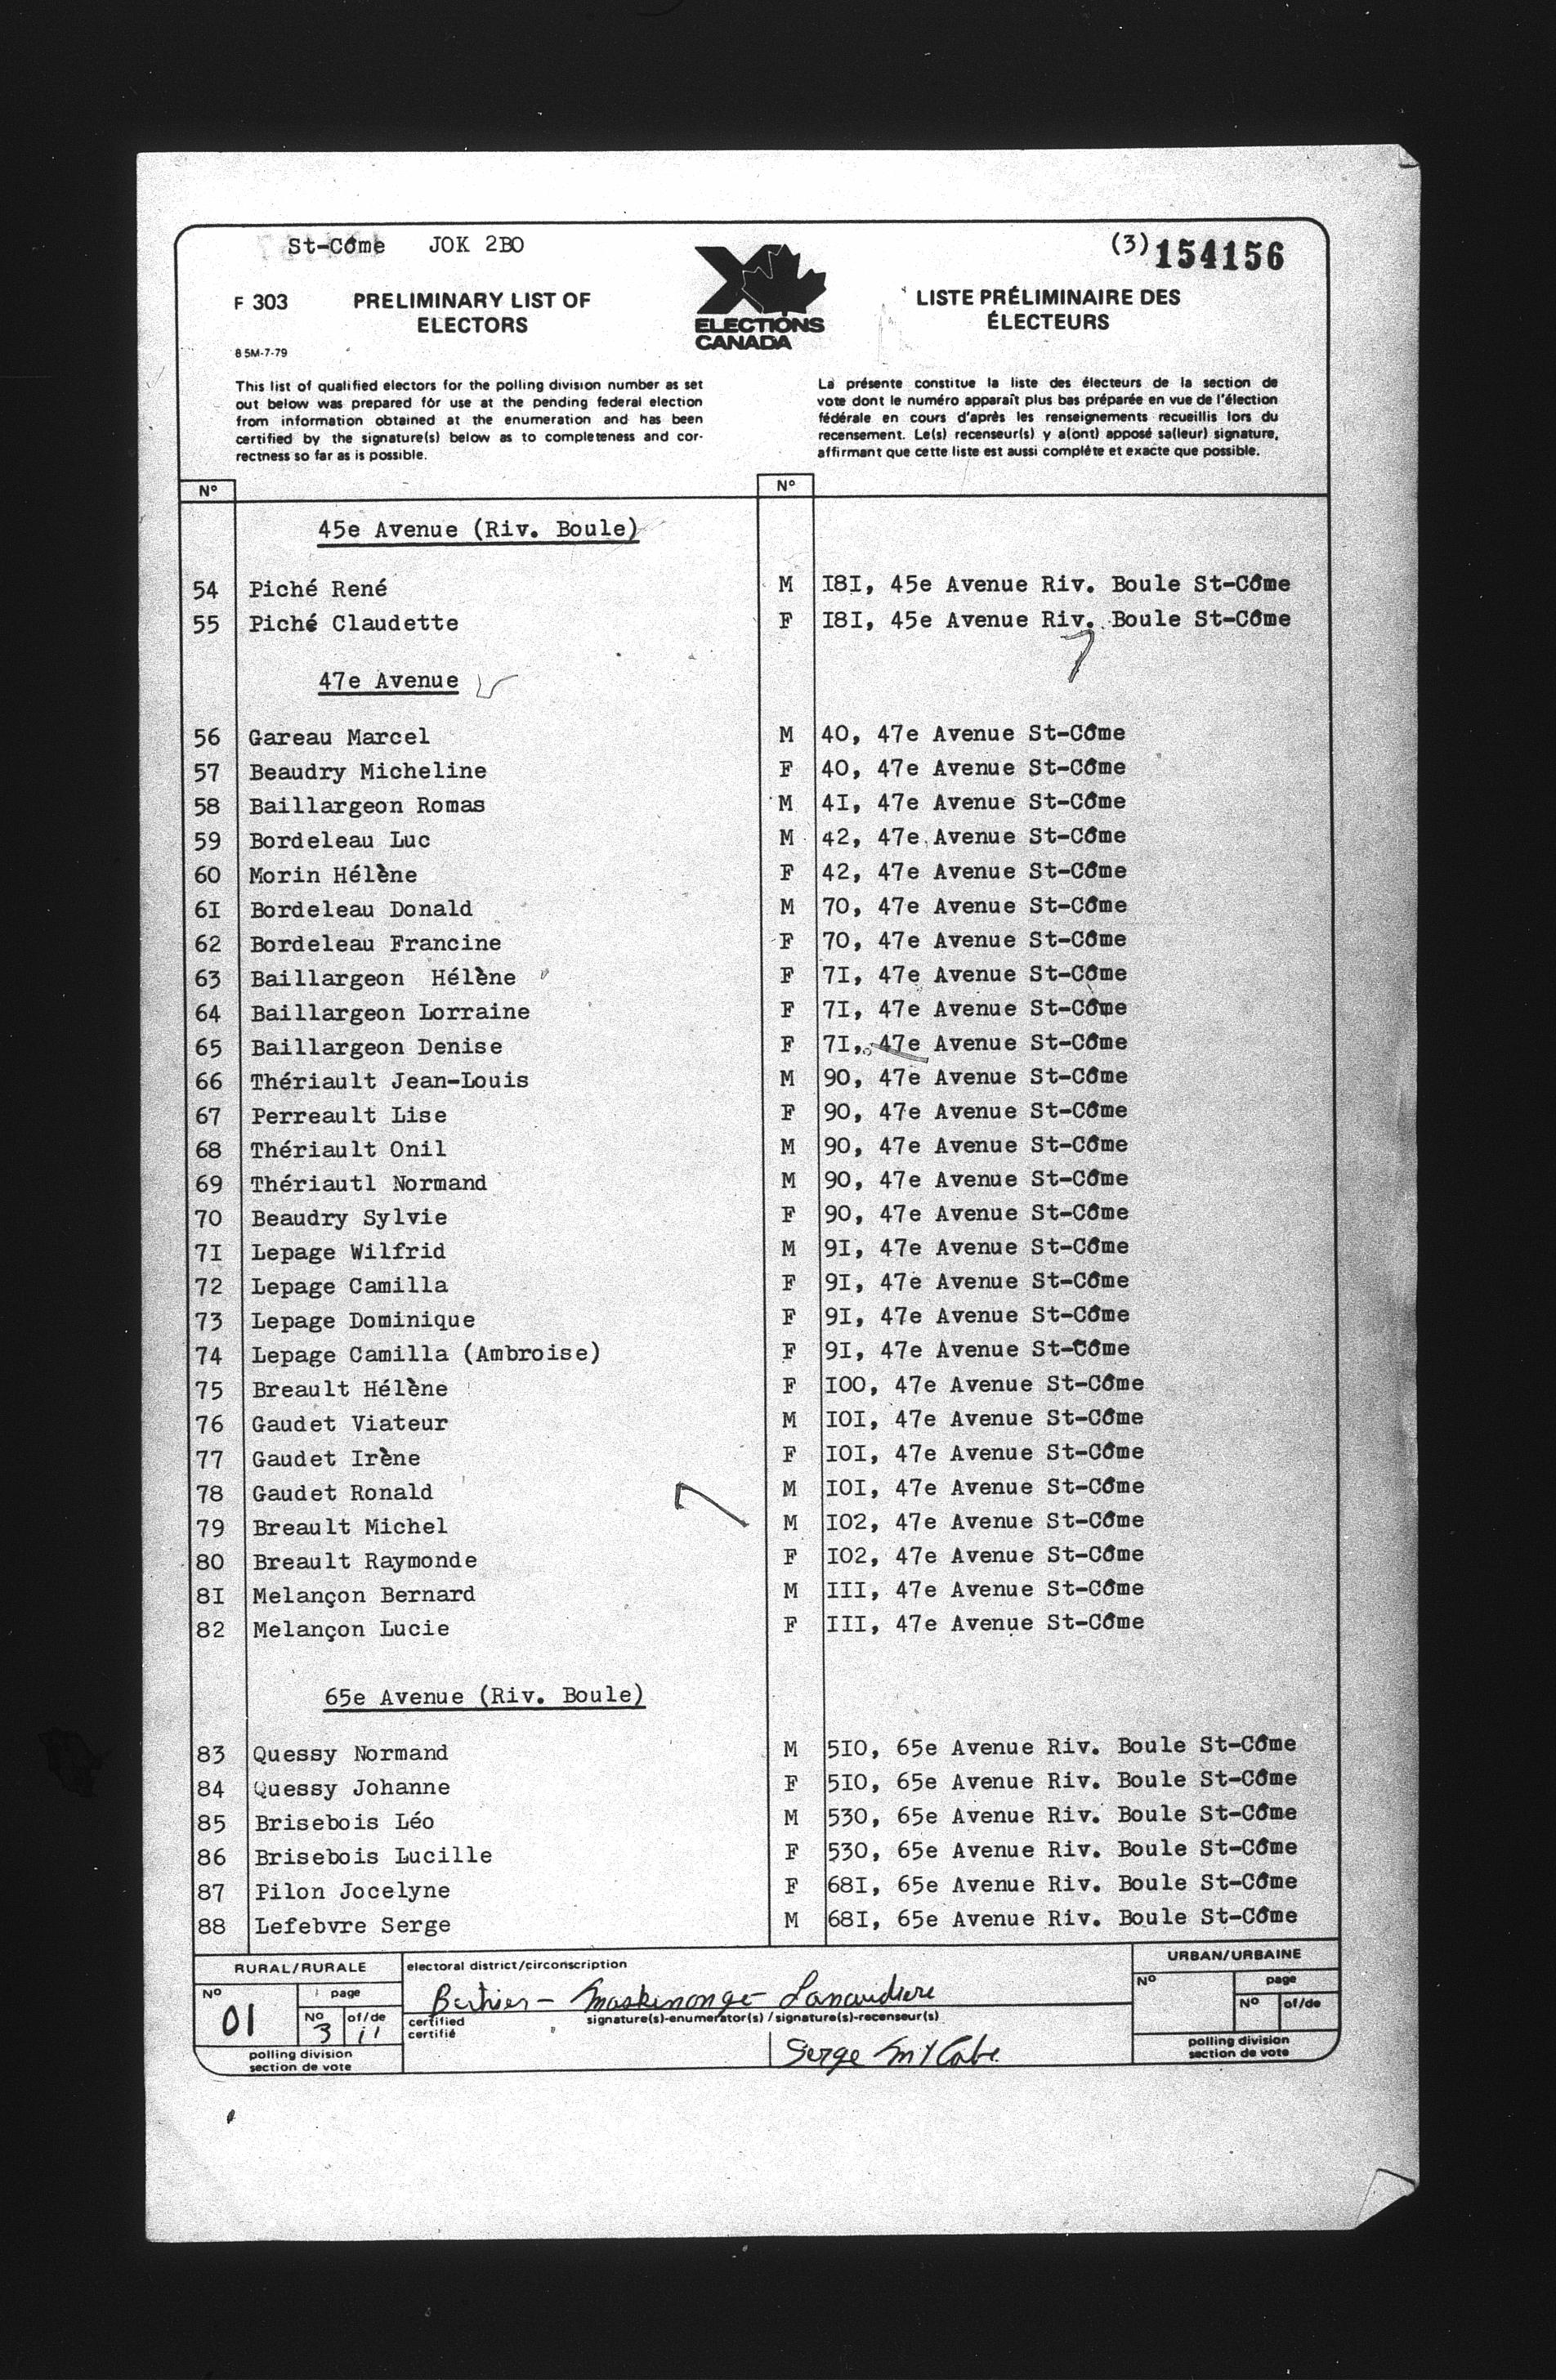 St-Côme JOK 2BO
(3) 154156
F 303 PRELIMINARY LIST OF
ELECTORS
8 5M-7-79
ELECTIONS
CANADA
LISTE PRÉLIMINAIRE DES
ÉLECTEURS
This list of qualified electors for the polling division number as set
out below was prepared for use at the pending federal election
from information obtained at the enumeration and has been
certified by the signature(s) below as to completeness and cor-
rectness so far as is possible.
La présente constitue la liste des électeurs de la section de
vote dont le numéro apparaît plus bas préparée en vue de l'élection
fédérale en cours d'après les renseignements recueillis lors du
recensement. Le(s) recenseur(s) y a(ont) apposé sa(leur) signature,
affirmant que cette liste est aussi complète et exacte que possible.
Nº Nº
45e Avenue (Riv. Boule)
54 Piché René M I8I, 45e Avenue Riv. Boule St-Côme
55 Piché Claudette F I8I, 45e Avenue Riv. Boule St-Côme
47e Avenue
56 Gareau Marcel M 40, 47e Avenue St-Côme
57 Beaudry Micheline F 40, 47e Avenue St-Côme
58 Baillargeon Romas M 4I, 47e Avenue St-Côme
59 Bordeleau Luc M 42, 47e Avenue St-Côme
60 Morin Hélène F 42, 47e Avenue St-Côme
6I Bordeleau Donald M 70, 47e Avenue St-Côme
62 Bordeleau Francine F 70, 47e Avenue St-Côme
63 Baillargeon Hélène F 7I, 47e Avenue St-Côme
64 Baillargeon Lorraine F 7I, 47e Avenue St-Côme
65 Baillargeon Denise F 7I, 47e Avenue St-Côme
66 Thériault Jean-Louis M 90, 47e Avenue St-Côme
67 Perreault Lise F 90, 47e Avenue St-Côme
68 Thériault Onil M 90, 47e Avenue St-Côme
69 Thériautl Normand M 90, 47e Avenue St-Côme
70 Beaudry Sylvie F 90, 47e Avenue St-Côme
7I Lepage Wilfrid M 9I, 47e Avenue St-Côme
72 Lepage Camilla F 9I, 47e Avenue St-Côme
73 Lepage Dominique F 9I, 47e Avenue St-Côme
74 Lepage Camilla (Ambroise) F 9I, 47e Avenue St-Côme
75 Breault Hélène F I00, 47e Avenue St-Côme
76 Gaudet Viateur M IOI, 47e Avenue St-Côme
77 Gaudet Irène F IOI, 47e Avenue St-Côme
78 Gaudet Ronald M IOI, 47e Avenue St-Côme
79 Breault Michel M I02, 47e Avenue St-Côme
80 Breault Raymonde F I02, 47e Avenue St-Côme
8I Melançon Bernard M III, 47e Avenue St-Côme
82 Melançon Lucie F III, 47e Avenue St-Côme
65e Avenue (Riv. Boule)
83 Quessy Normand M 5I0, 65e Avenue Riv. Boule St-Côme
84 Quessy Johanne F 5I0, 65e Avenue Riv. Boule St-Côme
85 Brisebois Léo M 530, 65e Avenue Riv. Boule St-Côme
86 Brisebois Lucille F 530, 65e Avenue Riv. Boule St-Côme
87 Pilon Jocelyne F 68I, 65e Avenue Riv. Boule St-Côme
88 Lefebvre Serge M 68I, 65e Avenue Riv. Boule St-Côme
RURAL/RURALE
Nº 01
page
Nº 3 of/de 11
polling division
section de vote
electoral district/circonscription
Berthier - Maskinongé - Lanaudière
certified
certifié
signature(s)-enumerator(s) / signature(s)-recenseur(s)
Serge McCabe
URBAN/URBAINE
Nº
page
Nº of/de
polling division
section de vote